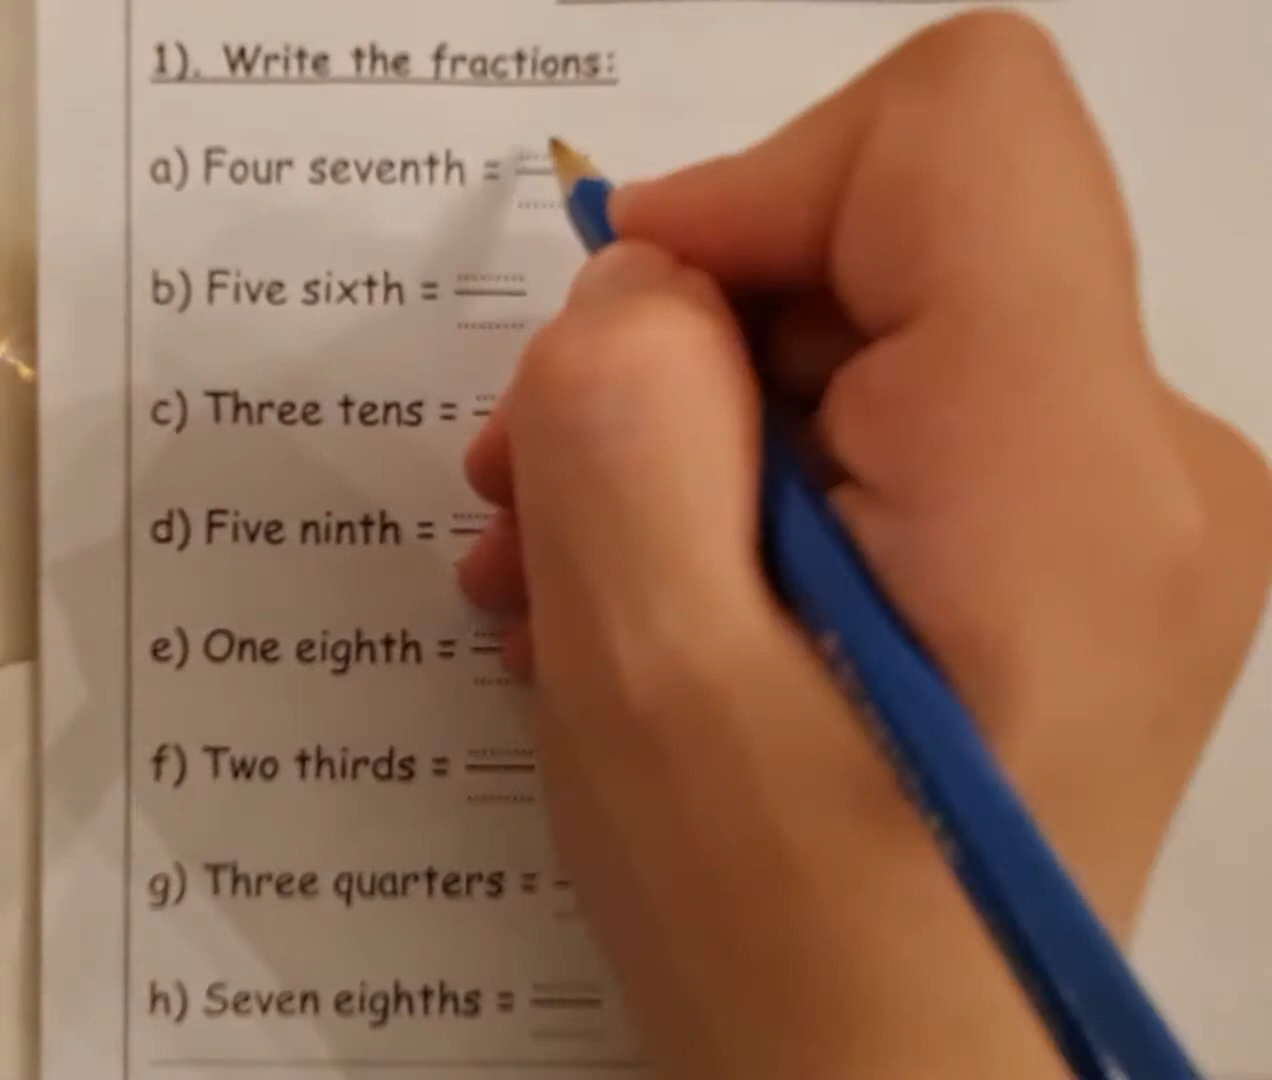 1). Write the fractions:
a) Four seventh =
b) Five sixth =
c) Three tens =
d) Five ninth =
e) One eighth =
f) Two thirds =
g) Three quarters =
h) Seven eighths =